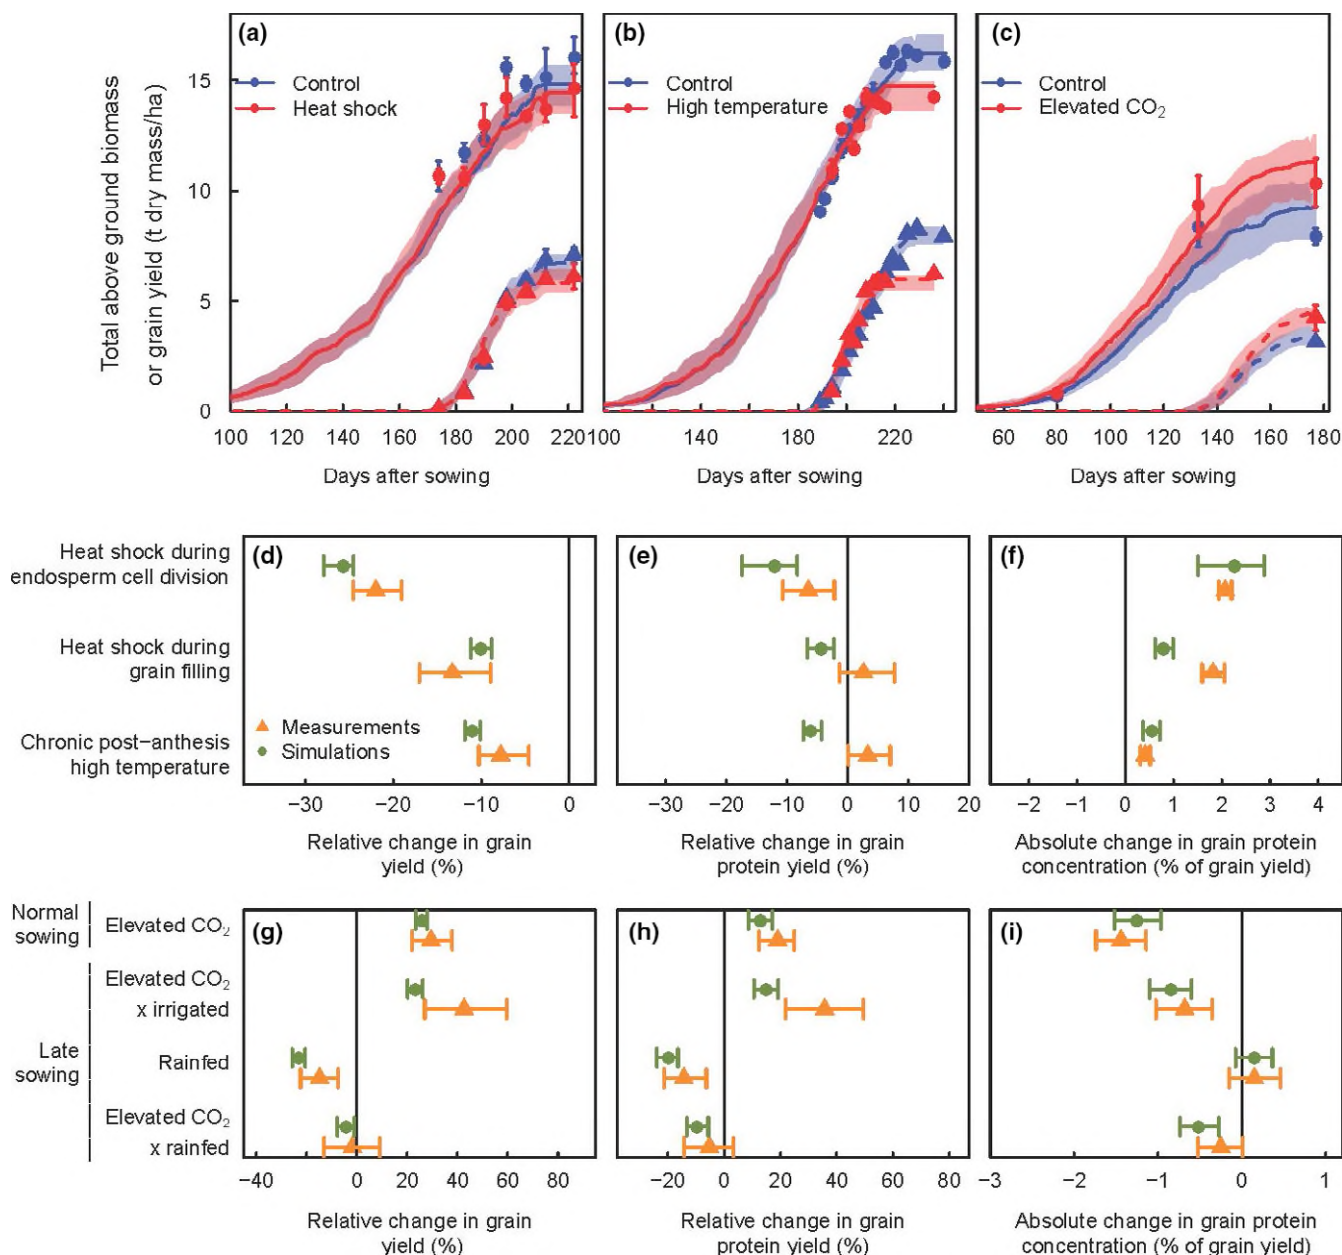 (a) (b) (c)
Control Control Control
Heat shock High temperature Elevated CO₂
Total above ground biomass
or grain yield (t dry mass/ha)
15
10
5
0
100 120 140 160 180 200 220 100 140 180 220 60 80 100 120 140 160 180
Days after sowing Days after sowing Days after sowing
(d) (e) (f)
Heat shock during
endosperm cell division
Heat shock during
grain filling
Measurements
Simulations
Chronic post−anthesis
high temperature
−30 −20 −10 0 −30 −20 −10 0 10 20 −2 −1 0 1 2 3 4
Relative change in grain Relative change in grain Absolute change in grain protein
yield (%) protein yield (%) concentration (% of grain yield)
(g) (h) (i)
Normal
sowing
Elevated CO₂
Elevated CO₂
x irrigated
Late
sowing
Rainfed
Elevated CO₂
x rainfed
−40 0 20 40 60 80 −20 0 20 40 60 80 −3 −2 −1 0 1
Relative change in grain Relative change in grain Absolute change in grain protein
yield (%) protein yield (%) concentration (% of grain yield)